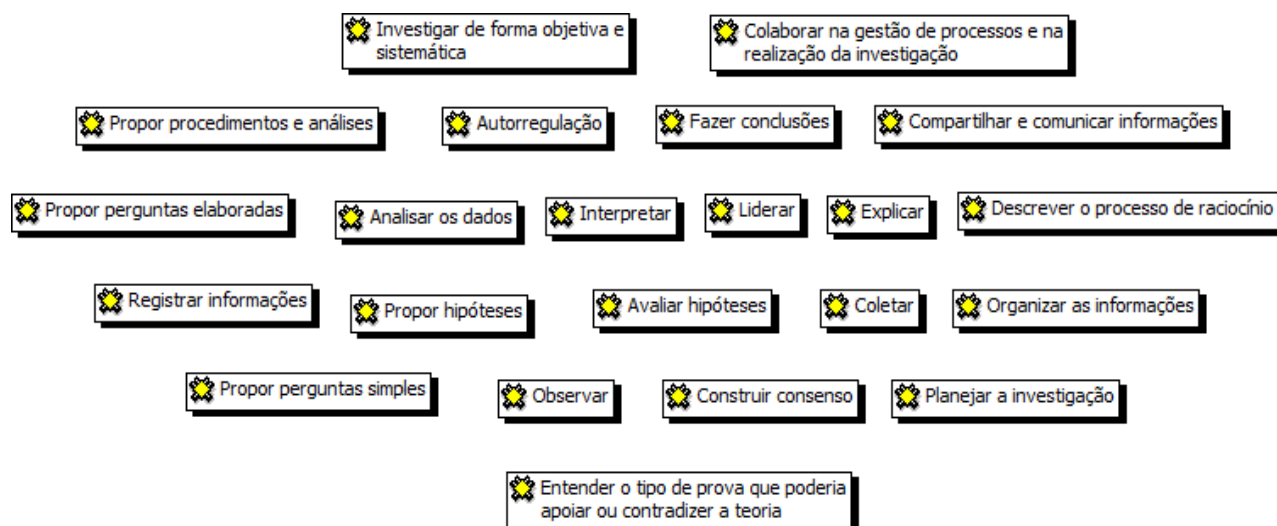 Investigar de forma objetiva e
sistemática
Colaborar na gestão de processos e na
realização da investigação
Propor procedimentos e análises
Autorregulação
Fazer conclusões
Compartilhar e comunicar informações
Propor perguntas elaboradas
Analisar os dados
Interpretar
Liderar
Explicar
Descrever o processo de raciocínio
Registrar informações
Propor hipóteses
Avaliar hipóteses
Coletar
Organizar as informações
Propor perguntas simples
Observar
Construir consenso
Planejar a investigação
Entender o tipo de prova que poderia
apoiar ou contradizer a teoria